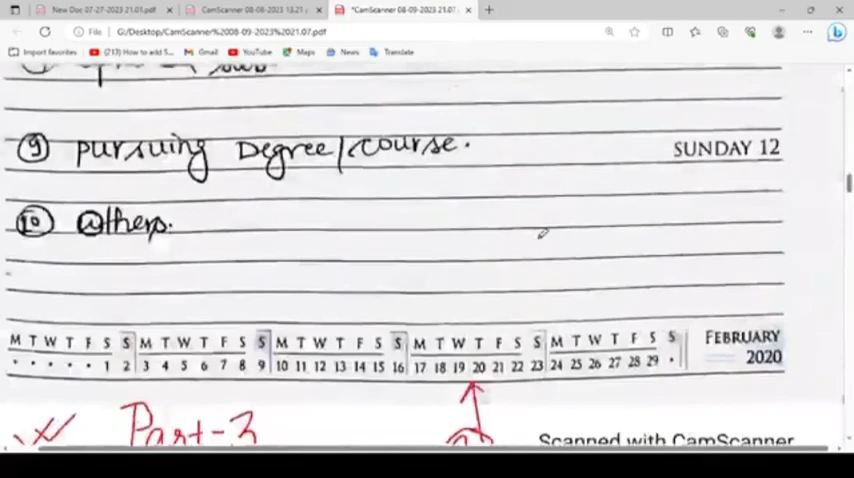 New Doc 07-27-2023 21.01.pdf
CamScanner 08-08-2023 13.21
*CamScanner 08-09-2023 21.07
File
G:/Desktop/CamScanner%2008-09-2023%2021.07.pdf
Import favorites
(213) How to add S...
Gmail
YouTube
Maps
News
Translate
9 Pursuing Degree/course.
SUNDAY 12
10 Others.
M T W T F S S M T W T F S S M T W T F S S M T W T F S S M T W T F S S
FEBRUARY
• • • • • 1 2 3 4 5 6 7 8 9 10 11 12 13 14 15 16 17 18 19 20 21 22 23 24 25 26 27 28 29 •
2020
Part-3
Scanned with CamScanner